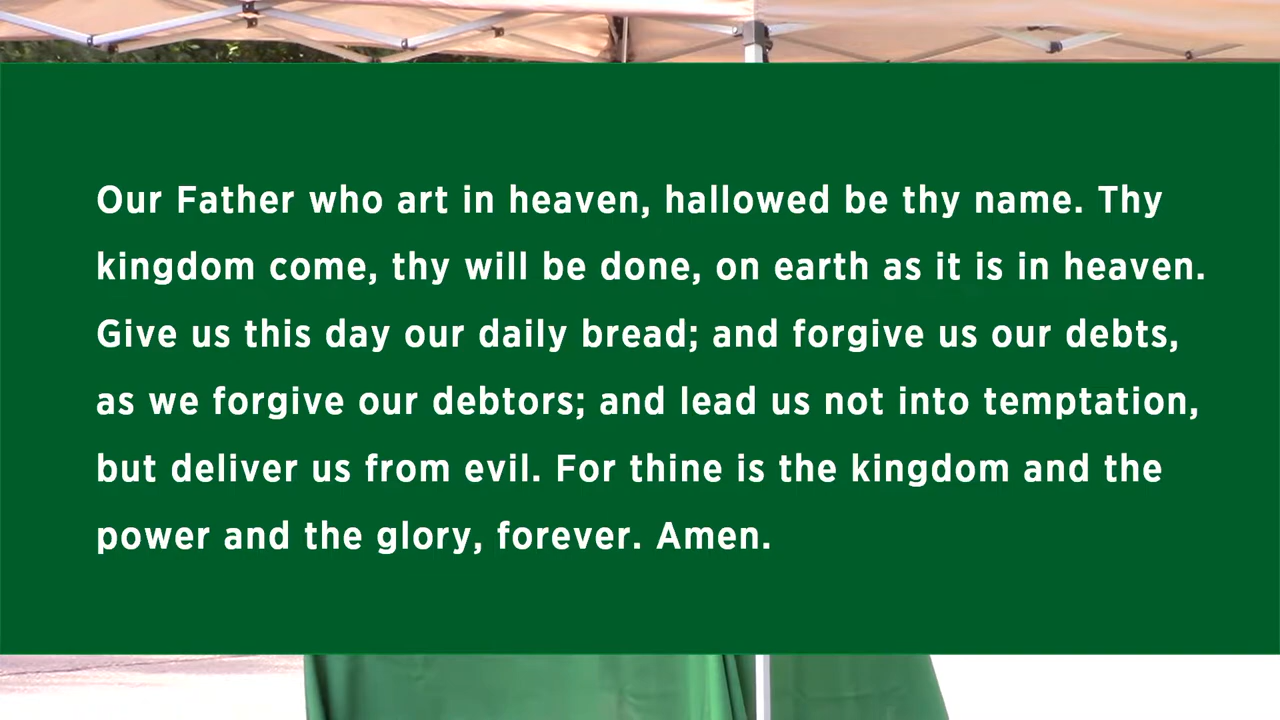 Our Father who art in heaven, hallowed be thy name. Thy
kingdom come, thy will be done, on earth as it is in heaven.
Give us this day our daily bread; and forgive us our debts,
as we forgive our debtors; and lead us not into temptation,
but deliver us from evil. For thine is the kingdom and the
power and the glory, forever. Amen.